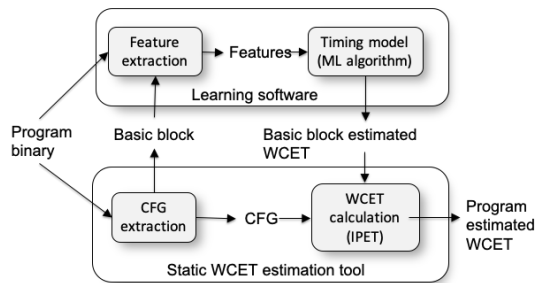 Feature
extraction
Features
Timing model
(ML algorithm)
Learning software
Program
binary
Basic block
Basic block estimated
WCET
CFG
extraction
CFG
WCET
calculation
(IPET)
Program
estimated
WCET
Static WCET estimation tool